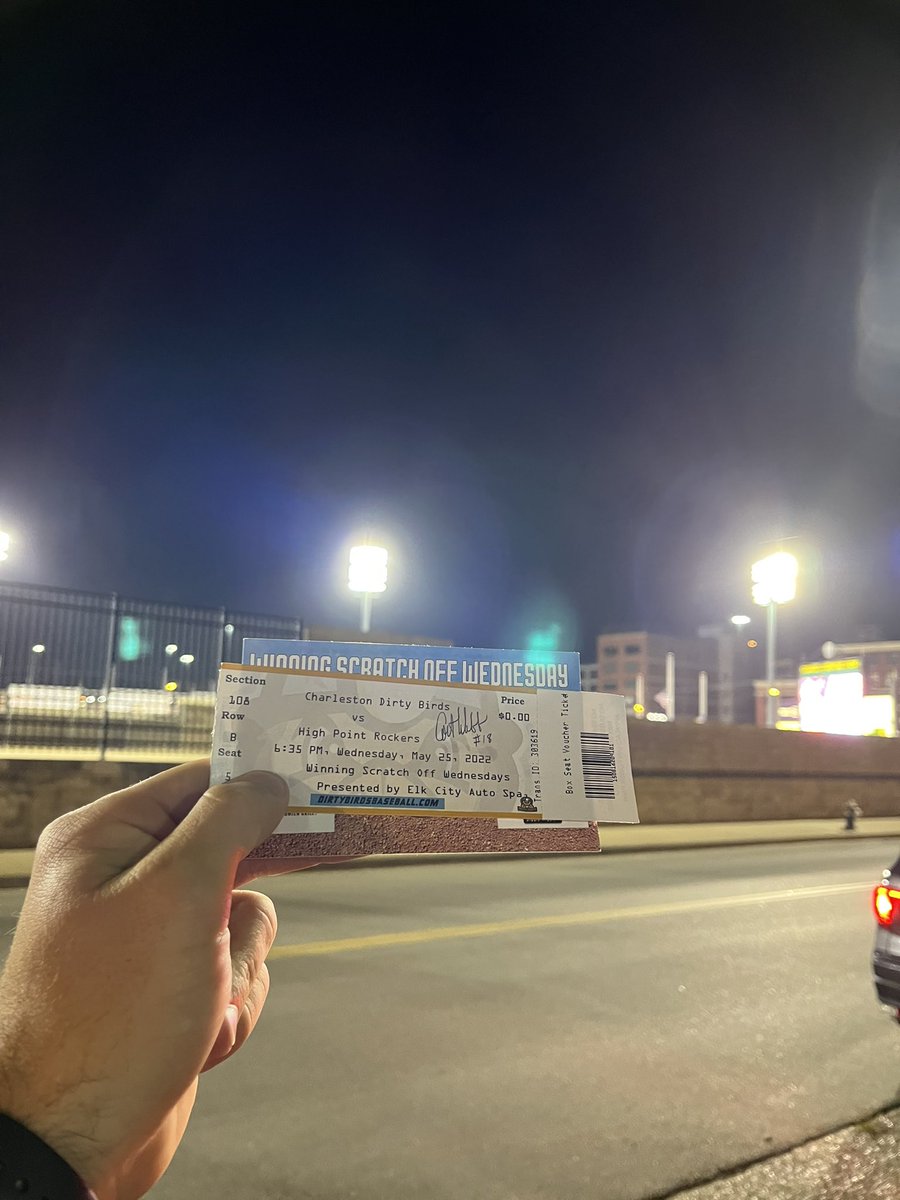 WINNING SCRATCH OFF WEDNESDAY
Section
108
Row
B
Seat
5
Charleston Dirty Birds
vs
High Point Rockers
6:35 PM, Wednesday, May 25, 2022
Winning Scratch Off Wednesdays
Presented by Elk City Auto Spa
DIRTYBIRDSBASEBALL.COM
Price
$0.00
#18
Trans ID: 383619
Box Seat Voucher Ticke